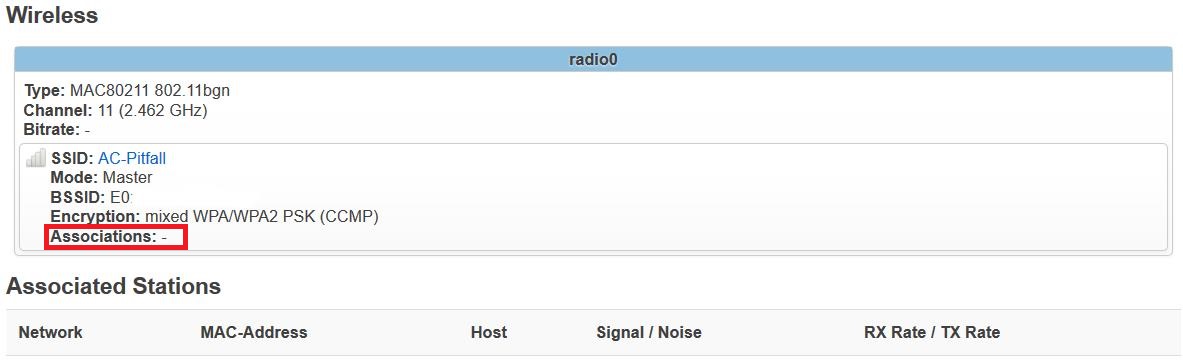 Wireless
radio0
Type: MAC80211 802.11bgn
Channel: 11 (2.462 GHz)
Bitrate: -
SSID: AC-Pitfall
Mode: Master
BSSID: E0:
Encryption: mixed WPA/WPA2 PSK (CCMP)
Associations: -
Associated Stations
Network MAC-Address Host Signal / Noise RX Rate / TX Rate